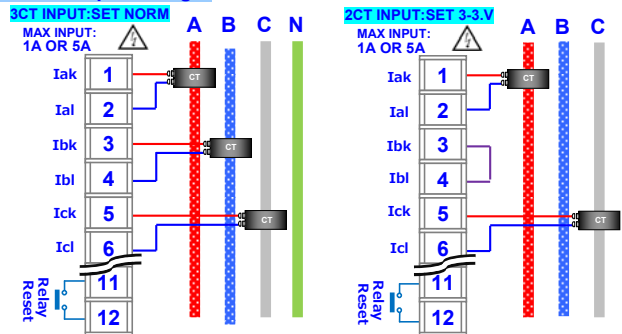 3CT INPUT:SET NORM
MAX INPUT:
1A OR 5A
A B C N
Iak 1 CT
Ial 2
Ibk 3 CT
Ibl 4
Ick 5 CT
Icl 6
11
12
Relay
Reset
2CT INPUT:SET 3-3.V
MAX INPUT:
1A OR 5A
A B C
Iak 1 CT
Ial 2
Ibk 3
Ibl 4
Ick 5 CT
Icl 6
11
12
Relay
Reset